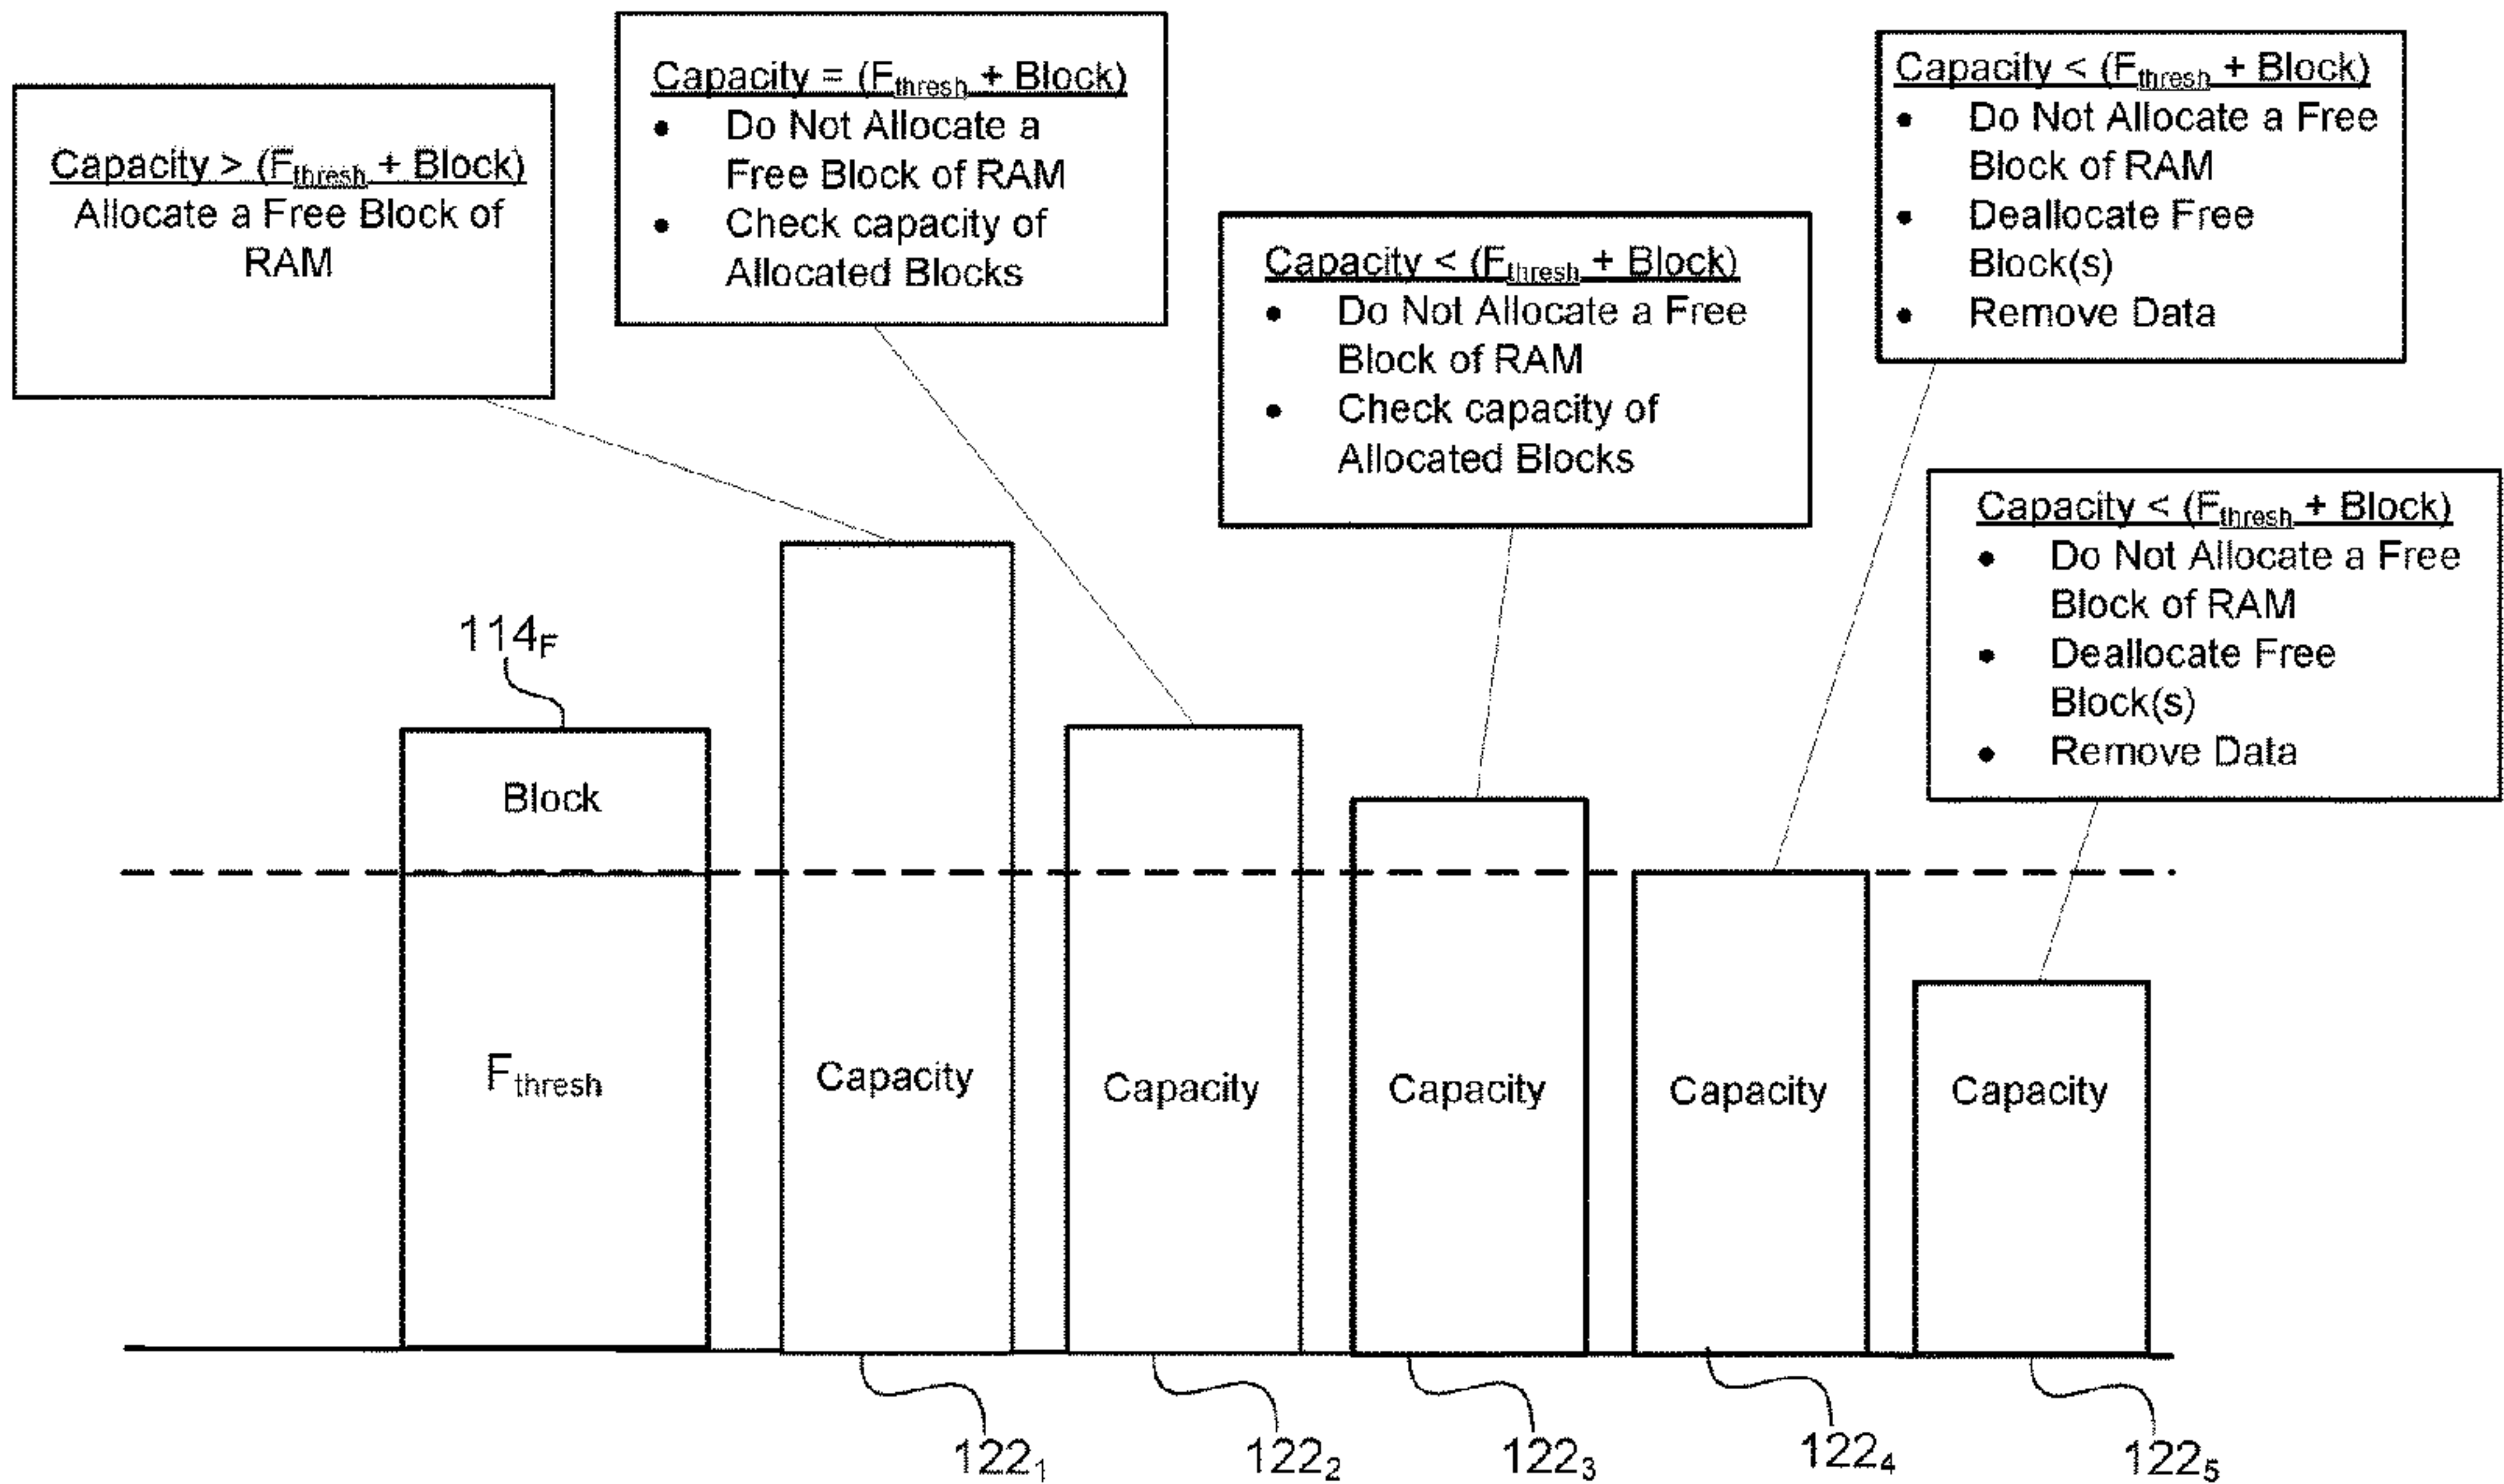 Capacity > (Fthresh + Block)
Allocate a Free Block of
RAM
Capacity = (Fthresh + Block)
• Do Not Allocate a
Free Block of RAM
• Check capacity of
Allocated Blocks
Capacity < (Fthresh + Block)
• Do Not Allocate a Free
Block of RAM
• Check capacity of
Allocated Blocks
Capacity < (Fthresh + Block)
• Do Not Allocate a Free
Block of RAM
• Deallocate Free
Block(s)
• Remove Data
Capacity < (Fthresh + Block)
• Do Not Allocate a Free
Block of RAM
• Deallocate Free
Block(s)
• Remove Data
114F
Block
Fthresh
Capacity
Capacity
Capacity
Capacity
Capacity
1221
1222
1223
1224
1225